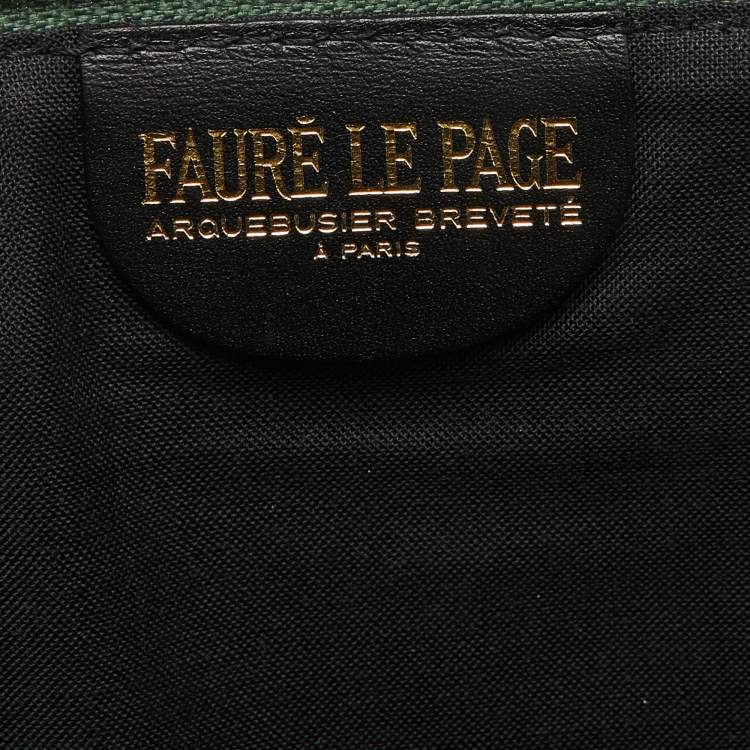 FAURÉ LE PAGE
ARQUEBUSIER BREVETÉ
À PARIS